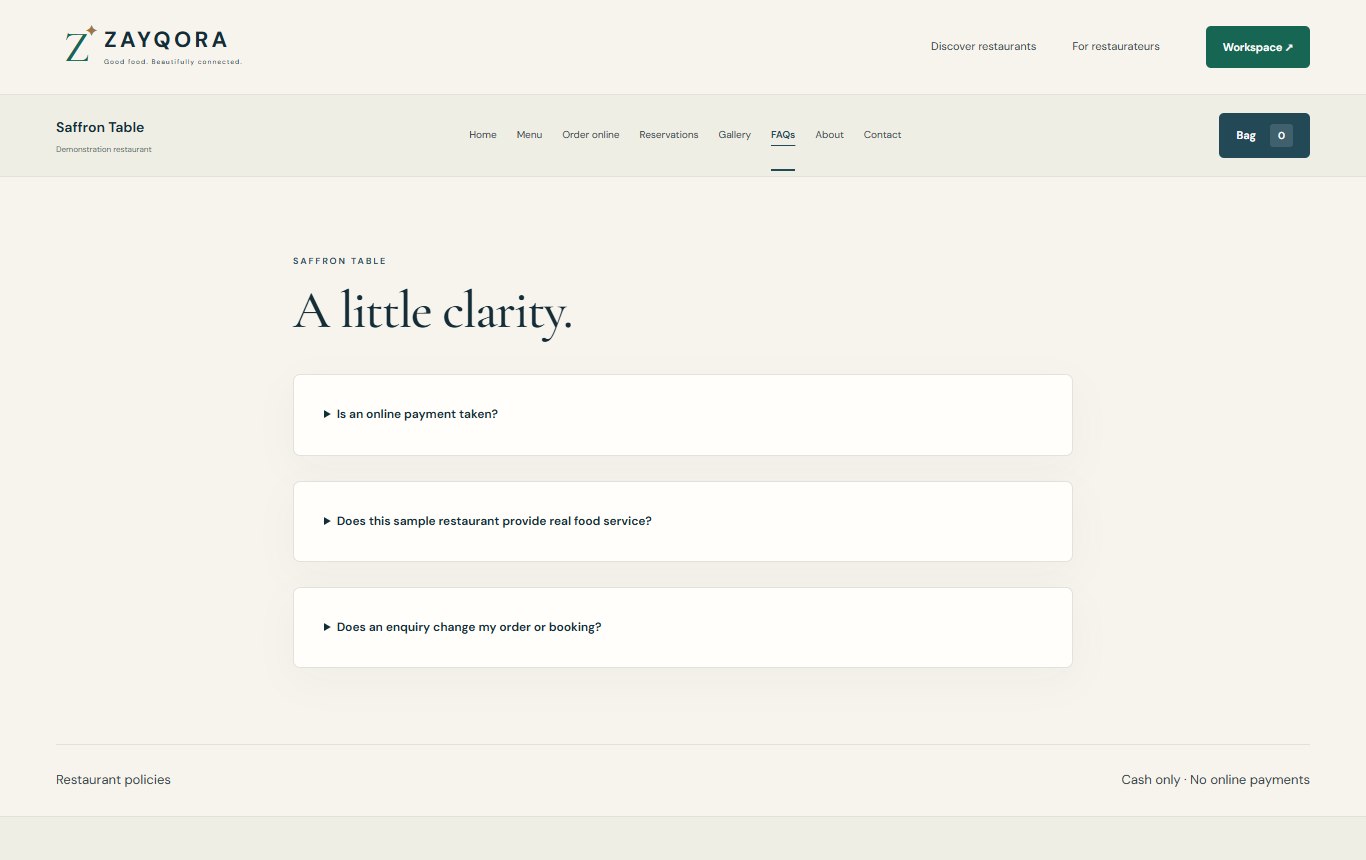 ZAYQORA
Good food. Beautifully connected.
Discover restaurants
For restaurateurs
Workspace ↗
Saffron Table
Demonstration restaurant
Home
Menu
Order online
Reservations
Gallery
FAQs
About
Contact
Bag 0
SAFFRON TABLE
A little clarity.
Is an online payment taken?
Does this sample restaurant provide real food service?
Does an enquiry change my order or booking?
Restaurant policies
Cash only · No online payments